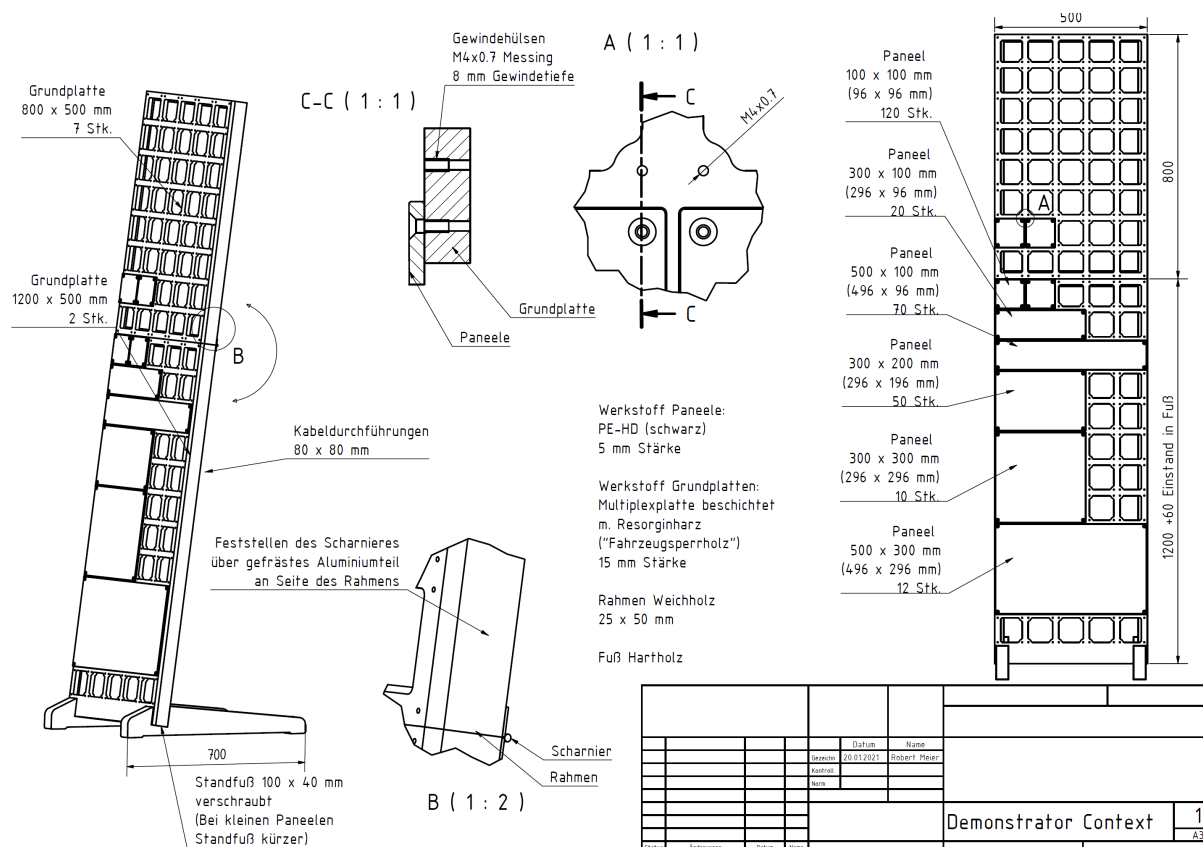 Grundplatte
800 x 500 mm
7 Stk.
Grundplatte
1200 x 500 mm
2 Stk.
B
Kabeldurchführungen
80 x 80 mm
700
Standfuß 100 x 40 mm
verschraubt
(Bei kleinen Paneelen
Standfuß kürzer)
C-C ( 1 : 1 )
Gewindehülsen
M4x0.7 Messing
8 mm Gewindetiefe
Grundplatte
Paneele
A ( 1 : 1 )
C
M4x0.7
C
Feststellen des Scharnieres
über gefrästes Aluminiumteil
an Seite des Rahmens
Scharnier
Rahmen
B ( 1 : 2 )
Werkstoff Paneele:
PE-HD (schwarz)
5 mm Stärke
Werkstoff Grundplatten:
Multiplexplatte beschichtet
m. Resorginharz
("Fahrzeugsperrholz")
15 mm Stärke
Rahmen Weichholz
25 x 50 mm
Fuß Hartholz
500
Paneel
100 x 100 mm
(96 x 96 mm)
120 Stk.
Paneel
300 x 100 mm
(296 x 96 mm)
20 Stk.
Paneel
500 x 100 mm
(496 x 96 mm)
70 Stk.
Paneel
300 x 200 mm
(296 x 196 mm)
50 Stk.
Paneel
300 x 300 mm
(296 x 296 mm)
10 Stk.
Paneel
500 x 300 mm
(496 x 296 mm)
12 Stk.
A
800
1200 +60 Einstand in Fuß
Datum Name
Gezeichn 20.01.2021 Robert Meier
Kontroll
Norm
Demonstrator Context
1
A3
Status Änderungen Datum Name